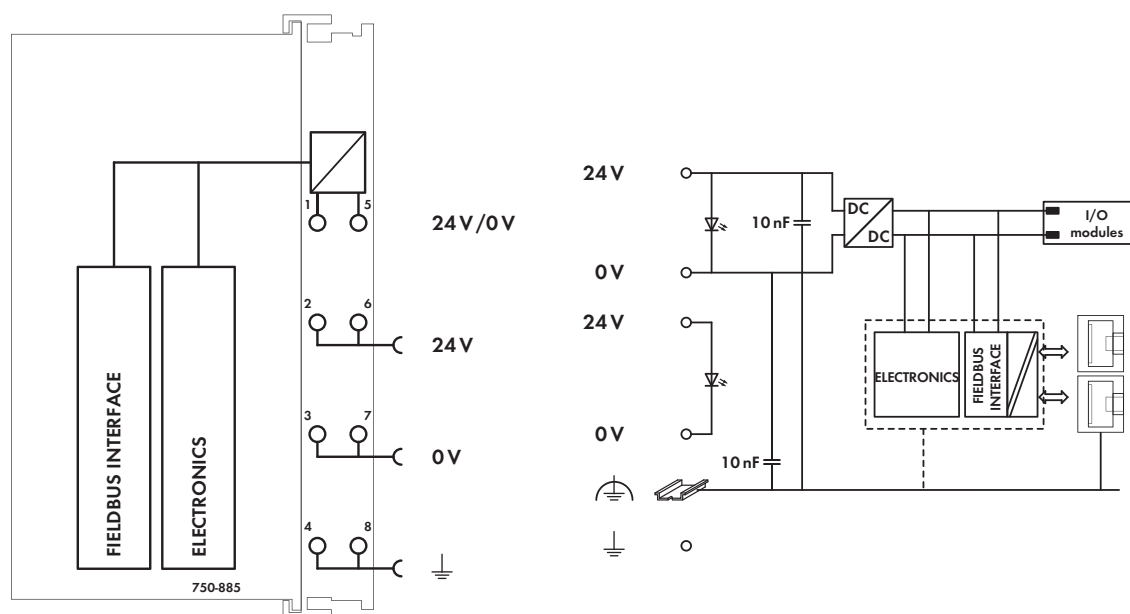 1
5
24 V/0 V
2
6
24 V
3
7
0 V
4
8
FIELDBUS INTERFACE
ELECTRONICS
750-885
24 V
10 nF
DC
DC
I/O
modules
0 V
24 V
ELECTRONICS
FIELDBUS
INTERFACE
0 V
10 nF